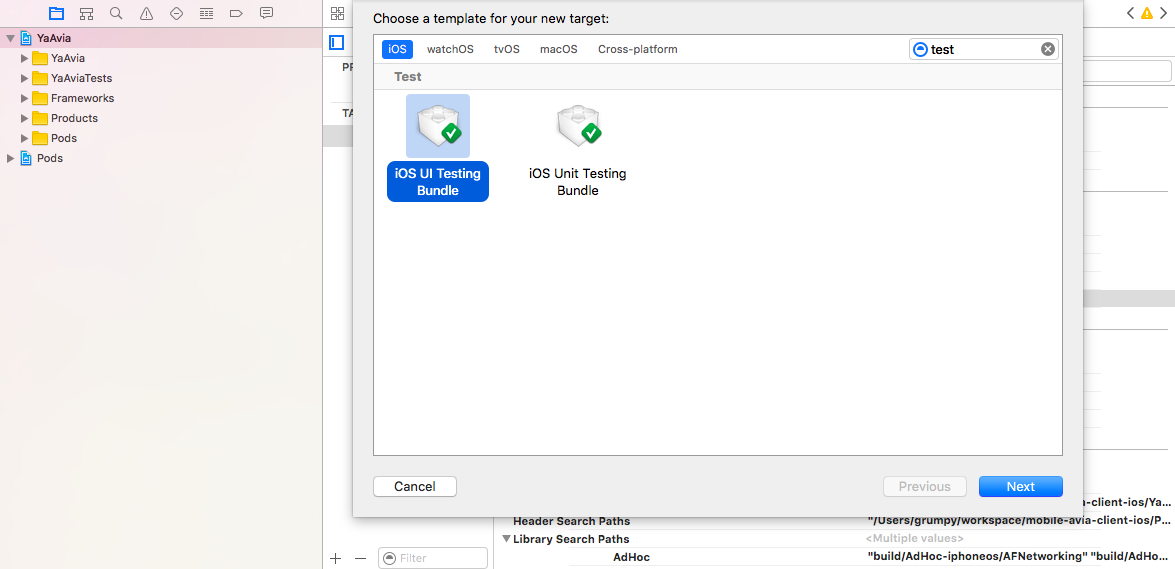 Choose a template for your new target:
iOS watchOS tvOS macOS Cross-platform test
YaAvia
YaAvia
YaAviaTests
Frameworks
Products
Pods
Pods
PR
TA
Test
iOS UI Testing
Bundle
iOS Unit Testing
Bundle
Cancel Previous Next
a-client-ios/Ya...
Header Search Paths "/Users/grumpy/workspace/mobile-avia-client-ios/P...
Library Search Paths <Multiple values>
Filter
AdHoc "build/AdHoc-iphoneos/AFNetworking" "build/AdHo...